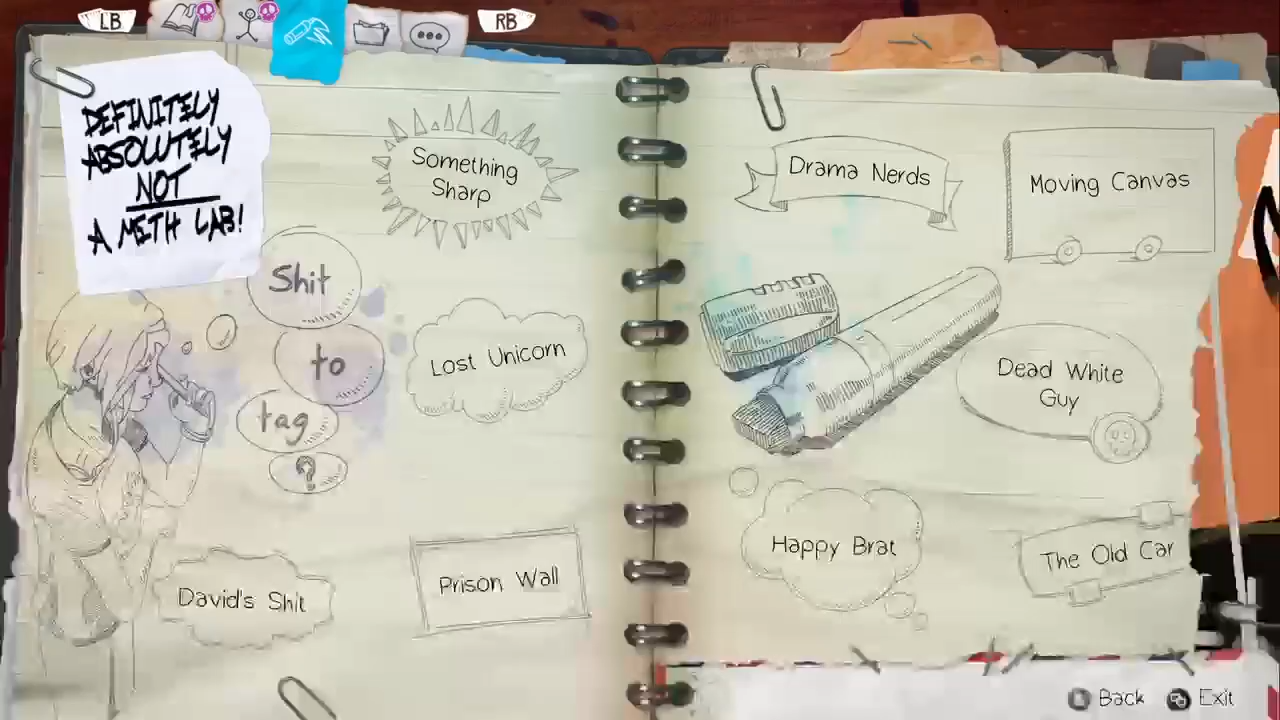 LB
RB
DEFINITELY
ABSOLUTELY
NOT
A METH LAB!
Something
Sharp
Shit
to
tag
?
Lost Unicorn
David's Shit
Prison Wall
Drama Nerds
Moving Canvas
Dead White
Guy
Happy Brat
The Old Car
Back
Exit